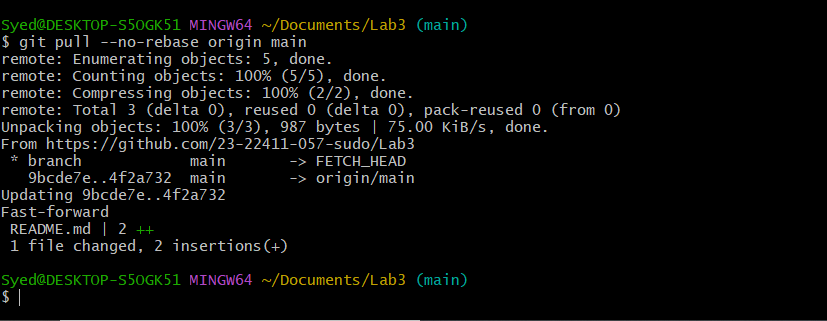 Syed@DESKTOP-S5OGK51 MINGW64 ~/Documents/Lab3 (main)
$ git pull --no-rebase origin main
remote: Enumerating objects: 5, done.
remote: Counting objects: 100% (5/5), done.
remote: Compressing objects: 100% (2/2), done.
remote: Total 3 (delta 0), reused 0 (delta 0), pack-reused 0 (from 0)
Unpacking objects: 100% (3/3), 987 bytes | 75.00 KiB/s, done.
From https://github.com/23-22411-057-sudo/Lab3
 * branch            main       -> FETCH_HEAD
   9bcde7e..4f2a732  main       -> origin/main
Updating 9bcde7e..4f2a732
Fast-forward
 README.md | 2 ++
 1 file changed, 2 insertions(+)
Syed@DESKTOP-S5OGK51 MINGW64 ~/Documents/Lab3 (main)
$